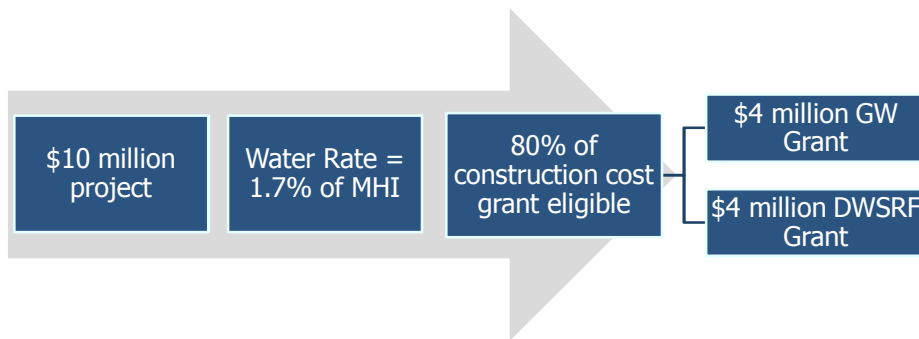 $10 million
project
Water Rate =
1.7% of MHI
80% of
construction cost
grant eligible
$4 million GW
Grant
$4 million DWSRF
Grant